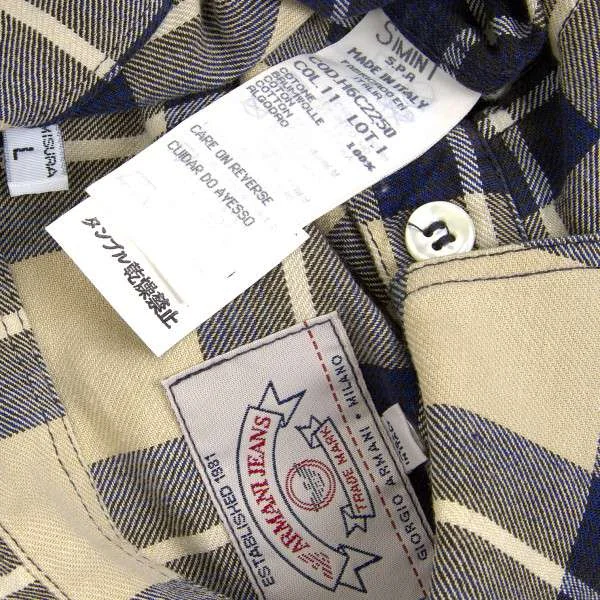 SIMINT
S.P.A.
MADE IN ITALY
COD.H6C2250
COL.11 LOT.1
COTONE
BAUMWOLLE
COTTON
COTON
ALGODAO
100%
CARE ON REVERSE
CUIDAR DO AVESSO
タンブル乾燥禁止
MISURA
L
ARMANI JEANS
TRADE MARK
ESTABLISHED 1981
GIORGIO ARMANI • MILANO